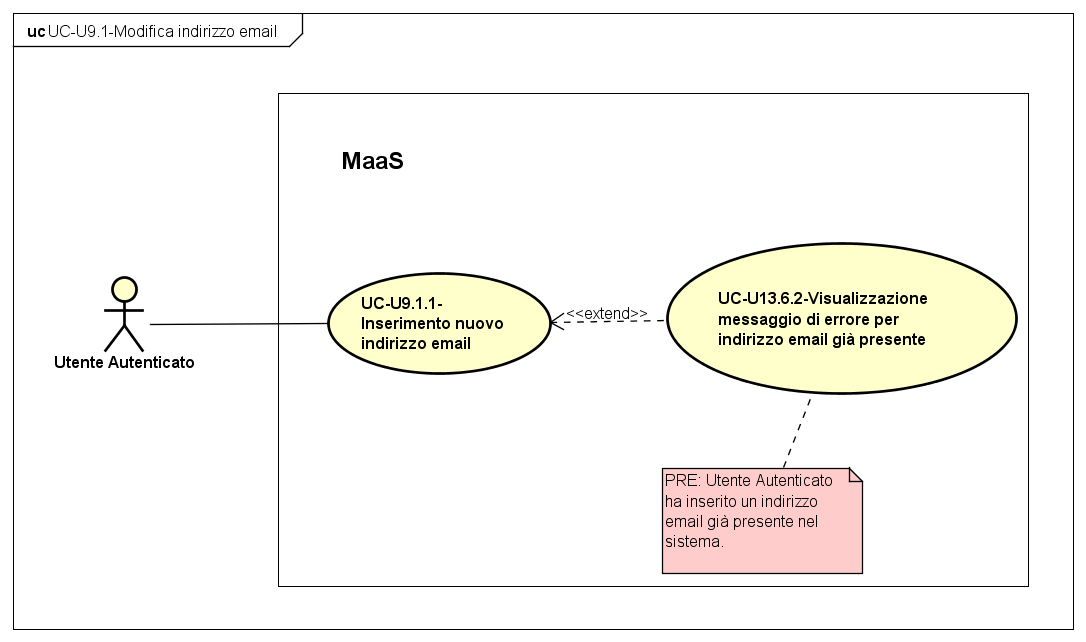 uc UC-U9.1-Modifica indirizzo email
MaaS
UC-U9.1.1-
Inserimento nuovo
indirizzo email
<<extend>>
UC-U13.6.2-Visualizzazione
messaggio di errore per
indirizzo email già presente
Utente Autenticato
PRE: Utente Autenticato
ha inserito un indirizzo
email già presente nel
sistema.